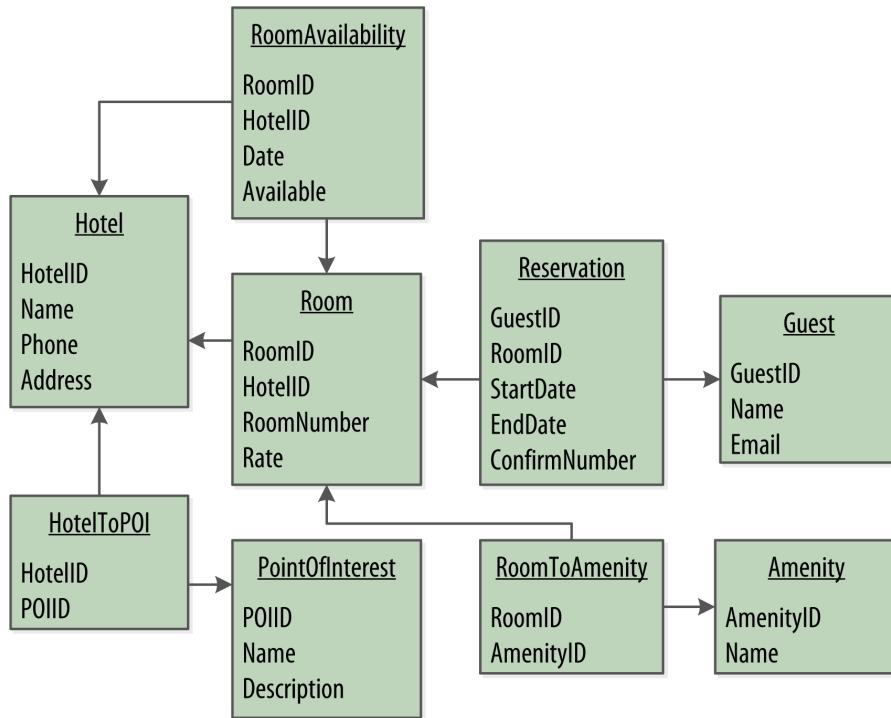 RoomAvailability
RoomID
HotelID
Date
Available
Hotel
HotelID
Name
Phone
Address
Room
RoomID
HotelID
RoomNumber
Rate
Reservation
GuestID
RoomID
StartDate
EndDate
ConfirmNumber
Guest
GuestID
Name
Email
HotelToPOI
HotelID
POIID
PointOfInterest
POIID
Name
Description
RoomToAmenity
RoomID
AmenityID
Amenity
AmenityID
Name